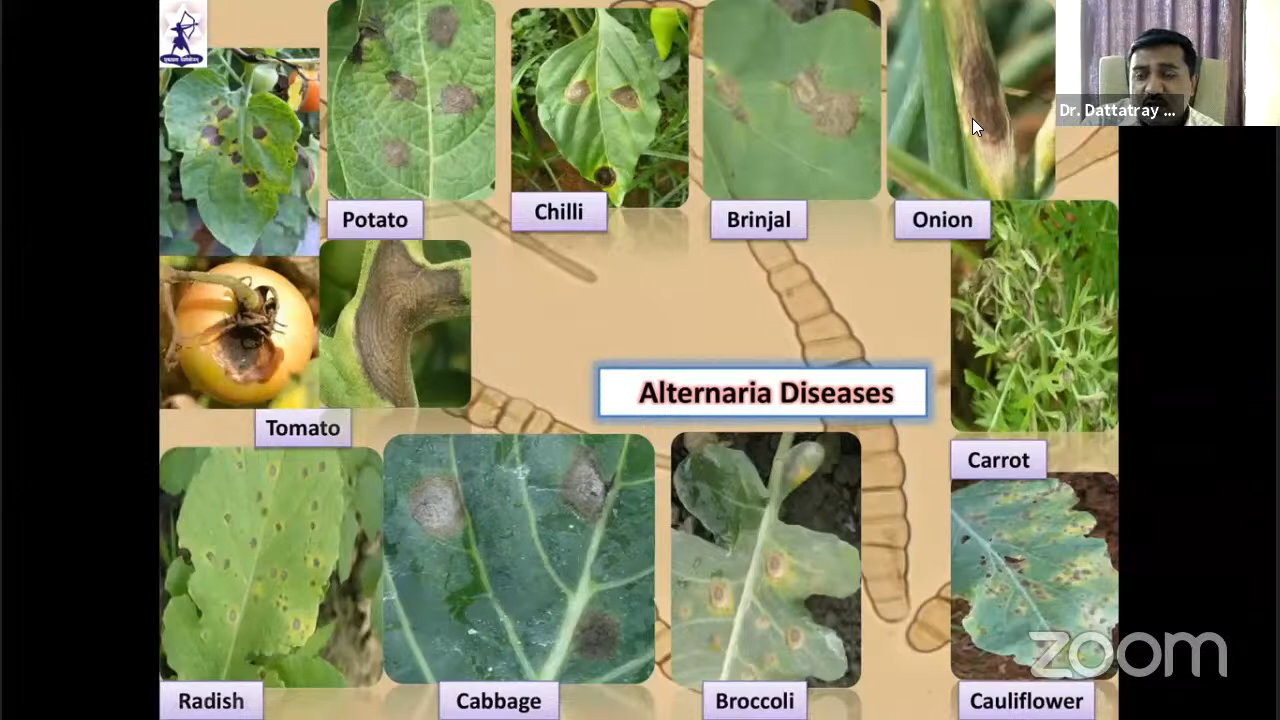 Dr. Dattatray ...
Potato
Chilli
Brinjal
Onion
Alternaria Diseases
Tomato
Carrot
Radish
Cabbage
Broccoli
Cauliflower
zoom